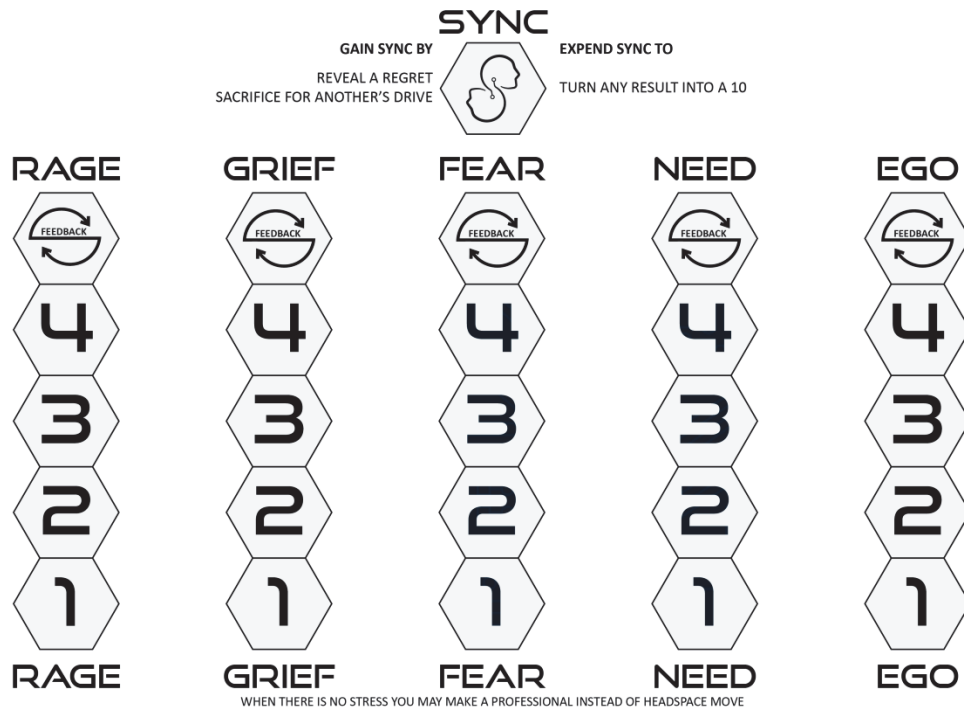 SYNC
GAIN SYNC BY
EXPEND SYNC TO
REVEAL A REGRET
SACRIFICE FOR ANOTHER'S DRIVE
TURN ANY RESULT INTO A 10
RAGE GRIEF FEAR NEED EGO
FEEDBACK FEEDBACK FEEDBACK FEEDBACK FEEDBACK
4 4 4 4 4
3 3 3 3 3
2 2 2 2 2
1 1 1 1 1
RAGE GRIEF FEAR NEED EGO
WHEN THERE IS NO STRESS YOU MAY MAKE A PROFESSIONAL INSTEAD OF HEADSPACE MOVE